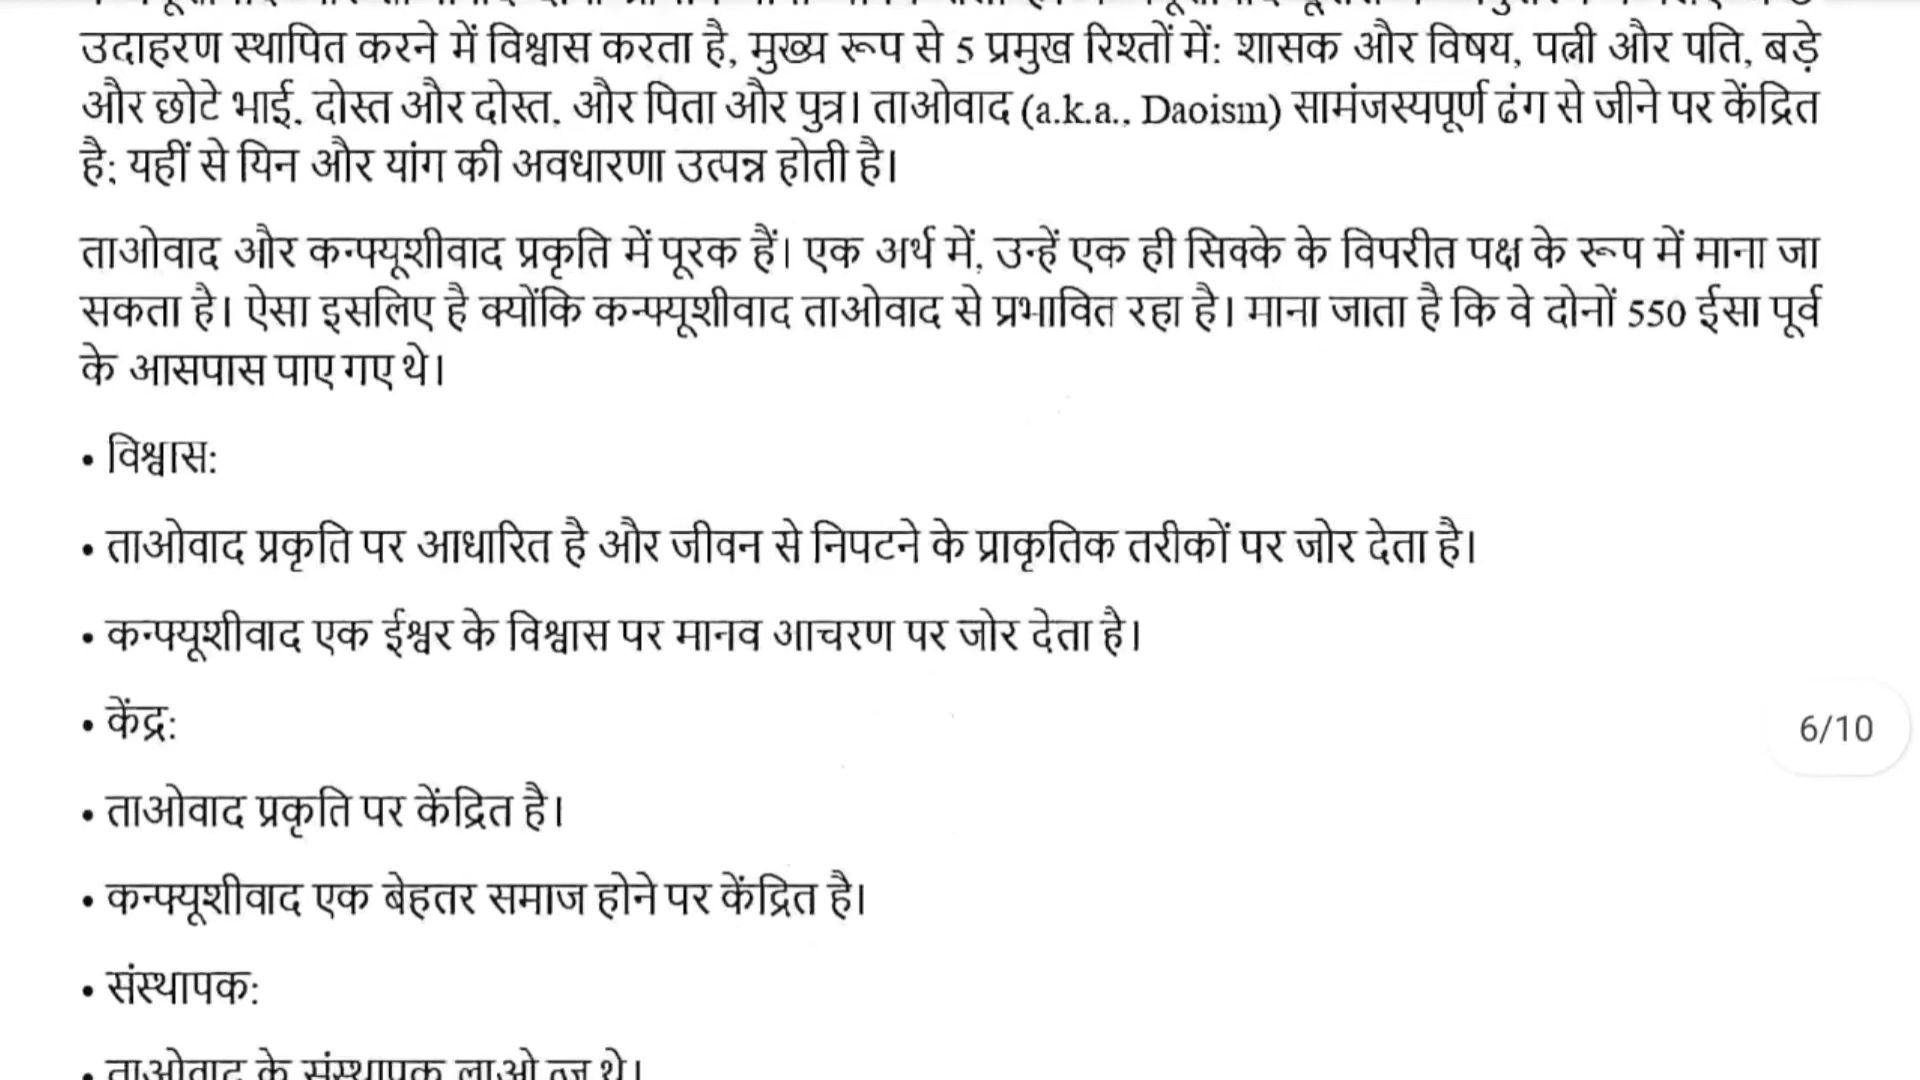 उदाहरण स्थापित करने में विश्वास करता है, मुख्य रूप से 5 प्रमुख रिश्तों में: शासक और विषय, पत्नी और पति, बड़े
और छोटे भाई, दोस्त और दोस्त, और पिता और पुत्र। ताओवाद (a.k.a., Daoism) सामंजस्यपूर्ण ढंग से जीने पर केंद्रित
है; यहीं से यिन और यांग की अवधारणा उत्पन्न होती है।
ताओवाद और कन्फ्यूशीवाद प्रकृति में पूरक हैं। एक अर्थ में, उन्हें एक ही सिक्के के विपरीत पक्ष के रूप में माना जा
सकता है। ऐसा इसलिए है क्योंकि कन्फ्यूशीवाद ताओवाद से प्रभावित रहा है। माना जाता है कि वे दोनों 550 ईसा पूर्व
के आसपास पाए गए थे।
• विश्वास:
• ताओवाद प्रकृति पर आधारित है और जीवन से निपटने के प्राकृतिक तरीकों पर जोर देता है।
• कन्फ्यूशीवाद एक ईश्वर के विश्वास पर मानव आचरण पर जोर देता है।
• केंद्र:
6/10
• ताओवाद प्रकृति पर केंद्रित है।
• कन्फ्यूशीवाद एक बेहतर समाज होने पर केंद्रित है।
• संस्थापक:
• ताओवाद के संस्थापक लाओ त्ज़ थे।